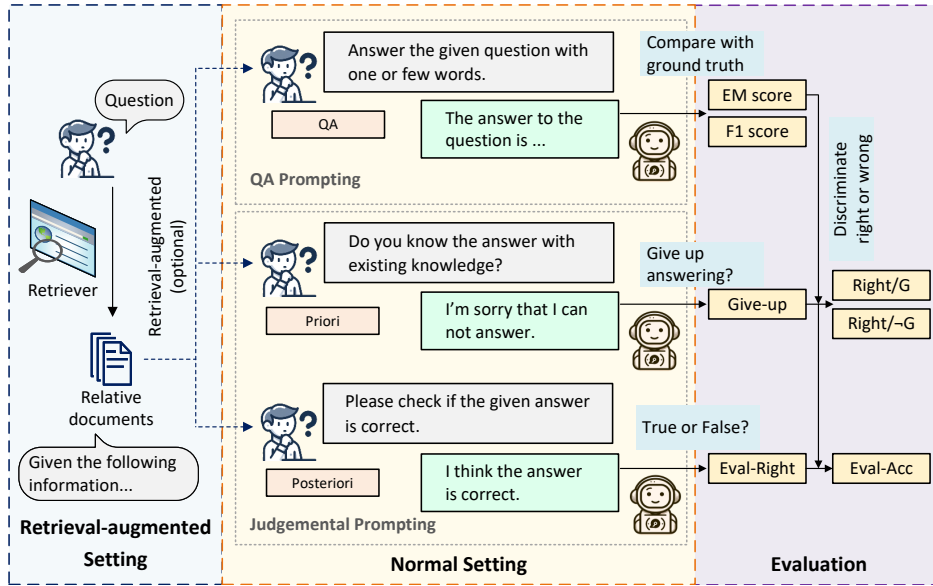 Question
Retriever
Retrieval-augmented
(optional)
Relative
documents
Given the following
information...
Retrieval-augmented
Setting
Answer the given question with
one or few words.
QA
The answer to the
question is ...
QA Prompting
Do you know the answer with
existing knowledge?
Priori
I'm sorry that I can
not answer.
Please check if the given answer
is correct.
Posteriori
I think the answer
is correct.
Judgemental Prompting
Normal Setting
Compare with
ground truth
EM score
F1 score
Discriminate
right or wrong
Give up
answering?
Give-up
Right/G
Right/¬G
True or False?
Eval-Right
Eval-Acc
Evaluation